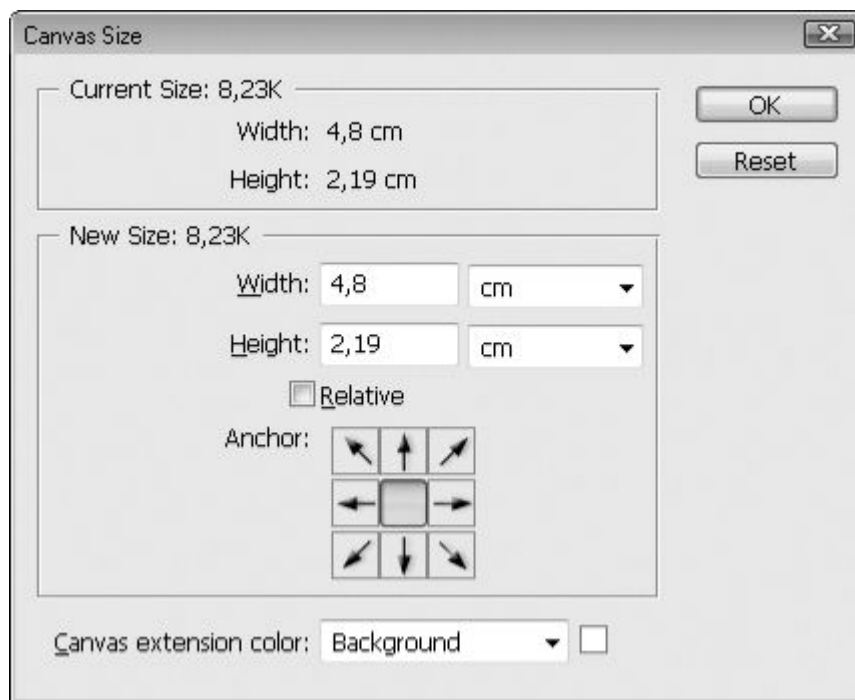 Canvas Size
Current Size: 8,23K
OK
Width: 4,8 cm
Reset
Height: 2,19 cm
New Size: 8,23K
Width: 4,8 cm
Height: 2,19 cm
Relative
Anchor:
Canvas extension color: Background